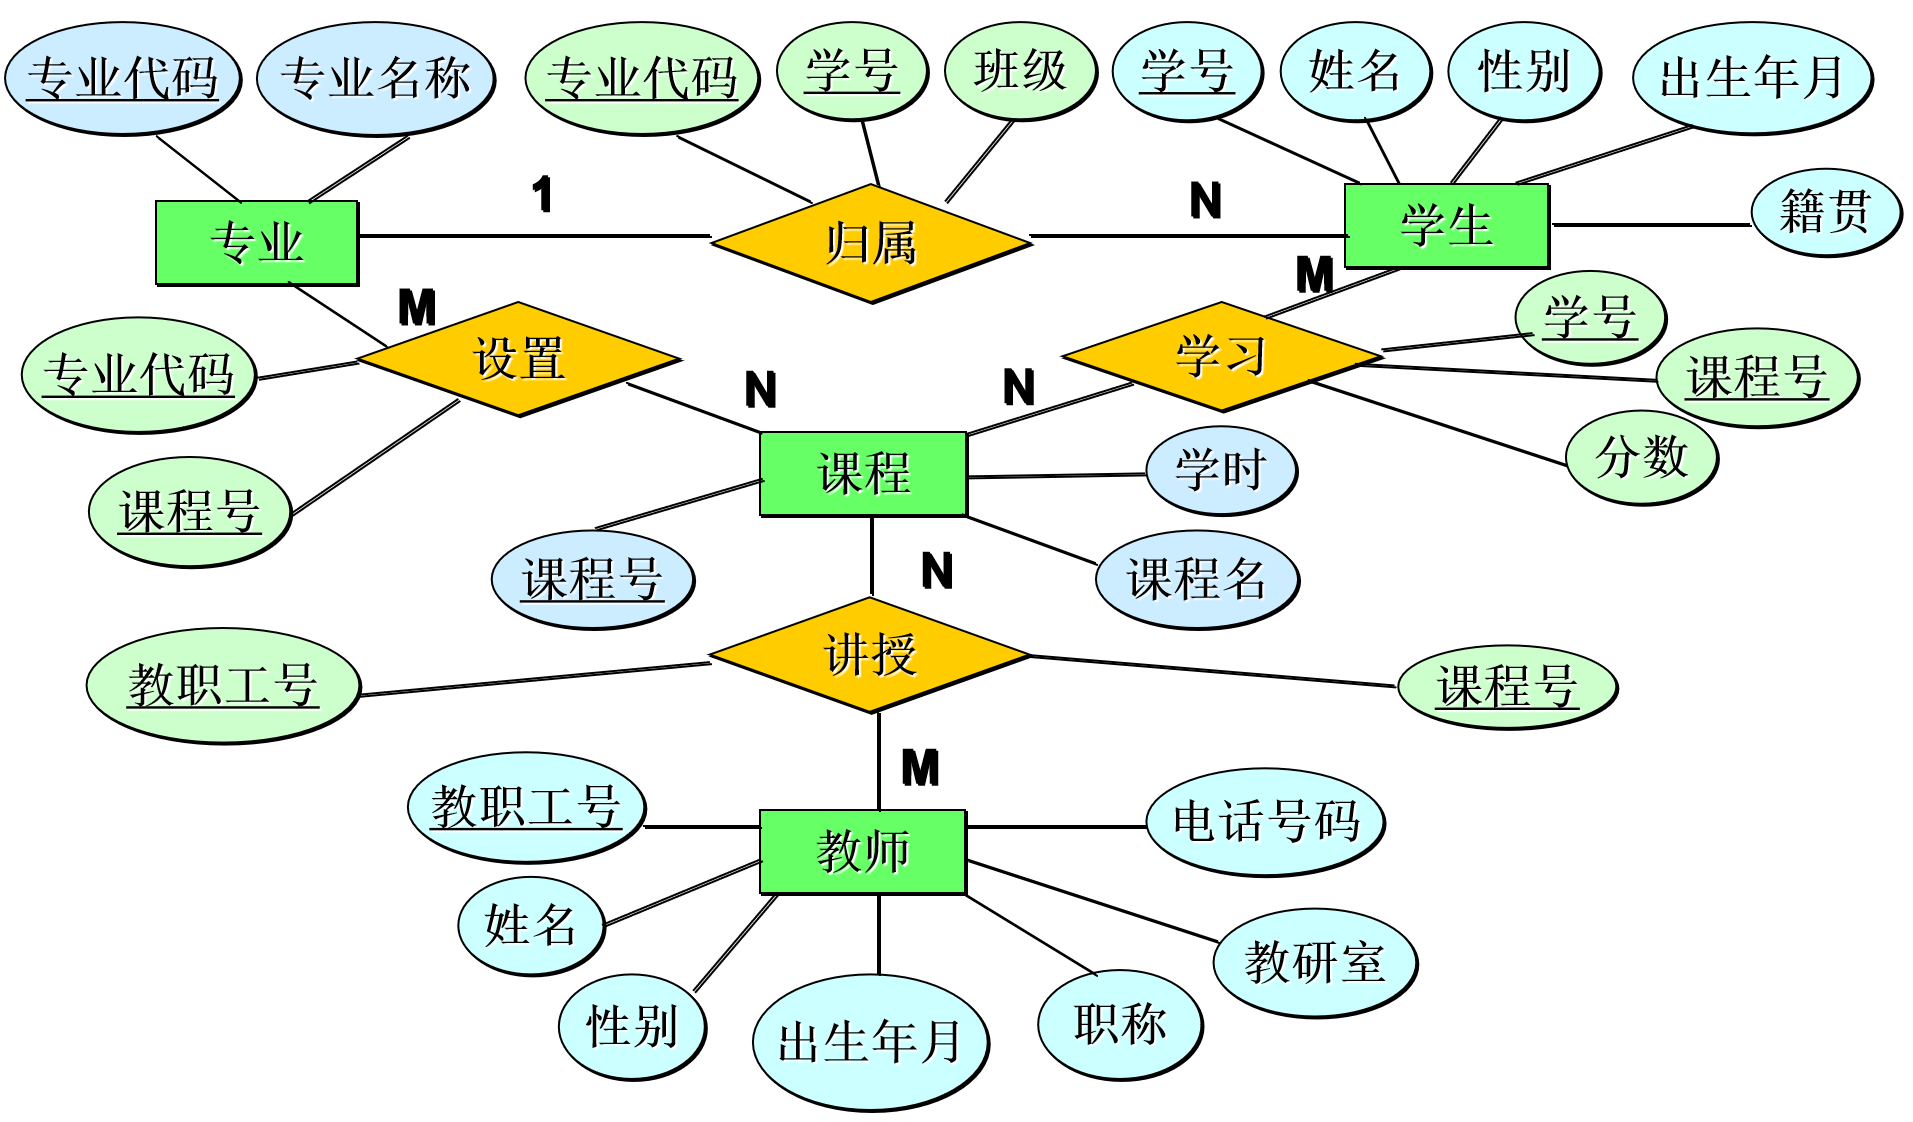 专业代码
专业名称
专业代码
学号
班级
学号
姓名
性别
出生年月
籍贯
专业
1
归属
N
学生
M
M
设置
学习
学号
专业代码
课程号
N
N
分数
课程号
课程
学时
课程号
N
课程名
教职工号
讲授
课程号
M
教职工号
教师
电话号码
姓名
教研室
性别
出生年月
职称